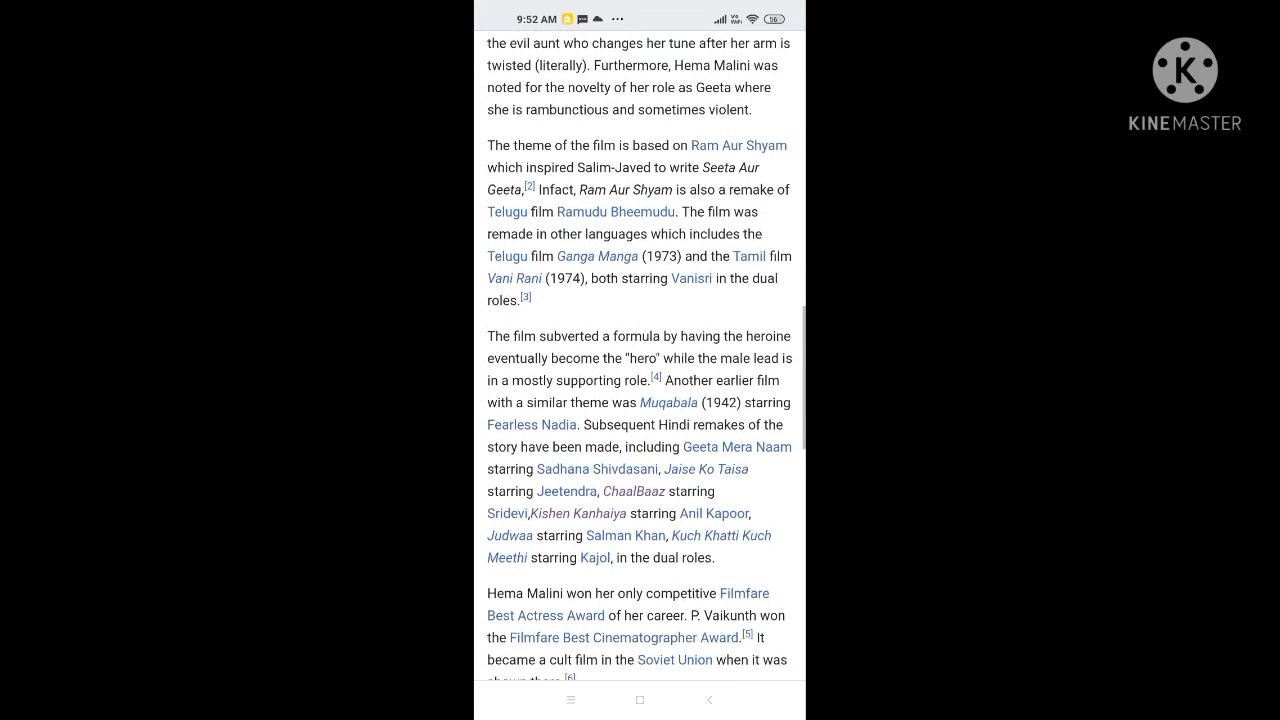 9:52 AM
Vo
WiFi
56
the evil aunt who changes her tune after her arm is
twisted (literally). Furthermore, Hema Malini was
noted for the novelty of her role as Geeta where
she is rambunctious and sometimes violent.
The theme of the film is based on Ram Aur Shyam
which inspired Salim-Javed to write Seeta Aur
Geeta,[2] Infact, Ram Aur Shyam is also a remake of
Telugu film Ramudu Bheemudu. The film was
remade in other languages which includes the
Telugu film Ganga Manga (1973) and the Tamil film
Vani Rani (1974), both starring Vanisri in the dual
roles.[3]
The film subverted a formula by having the heroine
eventually become the "hero" while the male lead is
in a mostly supporting role.[4] Another earlier film
with a similar theme was Muqabala (1942) starring
Fearless Nadia. Subsequent Hindi remakes of the
story have been made, including Geeta Mera Naam
starring Sadhana Shivdasani, Jaise Ko Taisa
starring Jeetendra, ChaalBaaz starring
Sridevi,Kishen Kanhaiya starring Anil Kapoor,
Judwaa starring Salman Khan, Kuch Khatti Kuch
Meethi starring Kajol, in the dual roles.
Hema Malini won her only competitive Filmfare
Best Actress Award of her career. P. Vaikunth won
the Filmfare Best Cinematographer Award.[5] It
became a cult film in the Soviet Union when it was
shown there.[6]
K
KINEMASTER